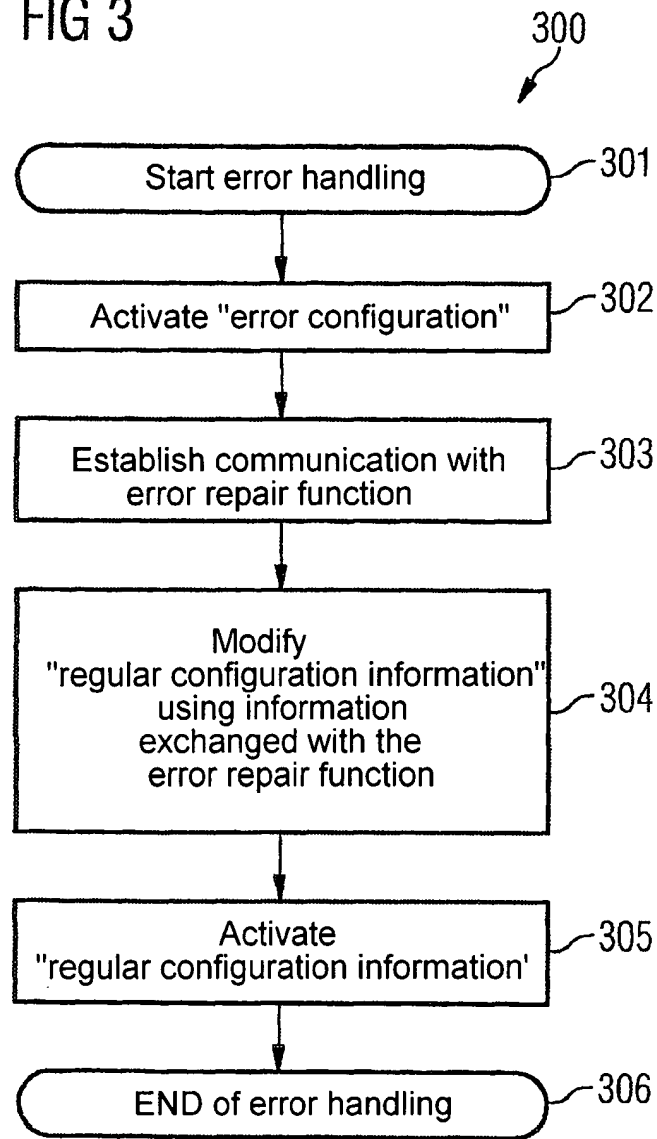 FIG 3
300
Start error handling
301
Activate "error configuration"
302
Establish communication with
error repair function
303
Modify
"regular configuration information"
using information
exchanged with the
error repair function
304
Activate
"regular configuration information'
305
END of error handling
306